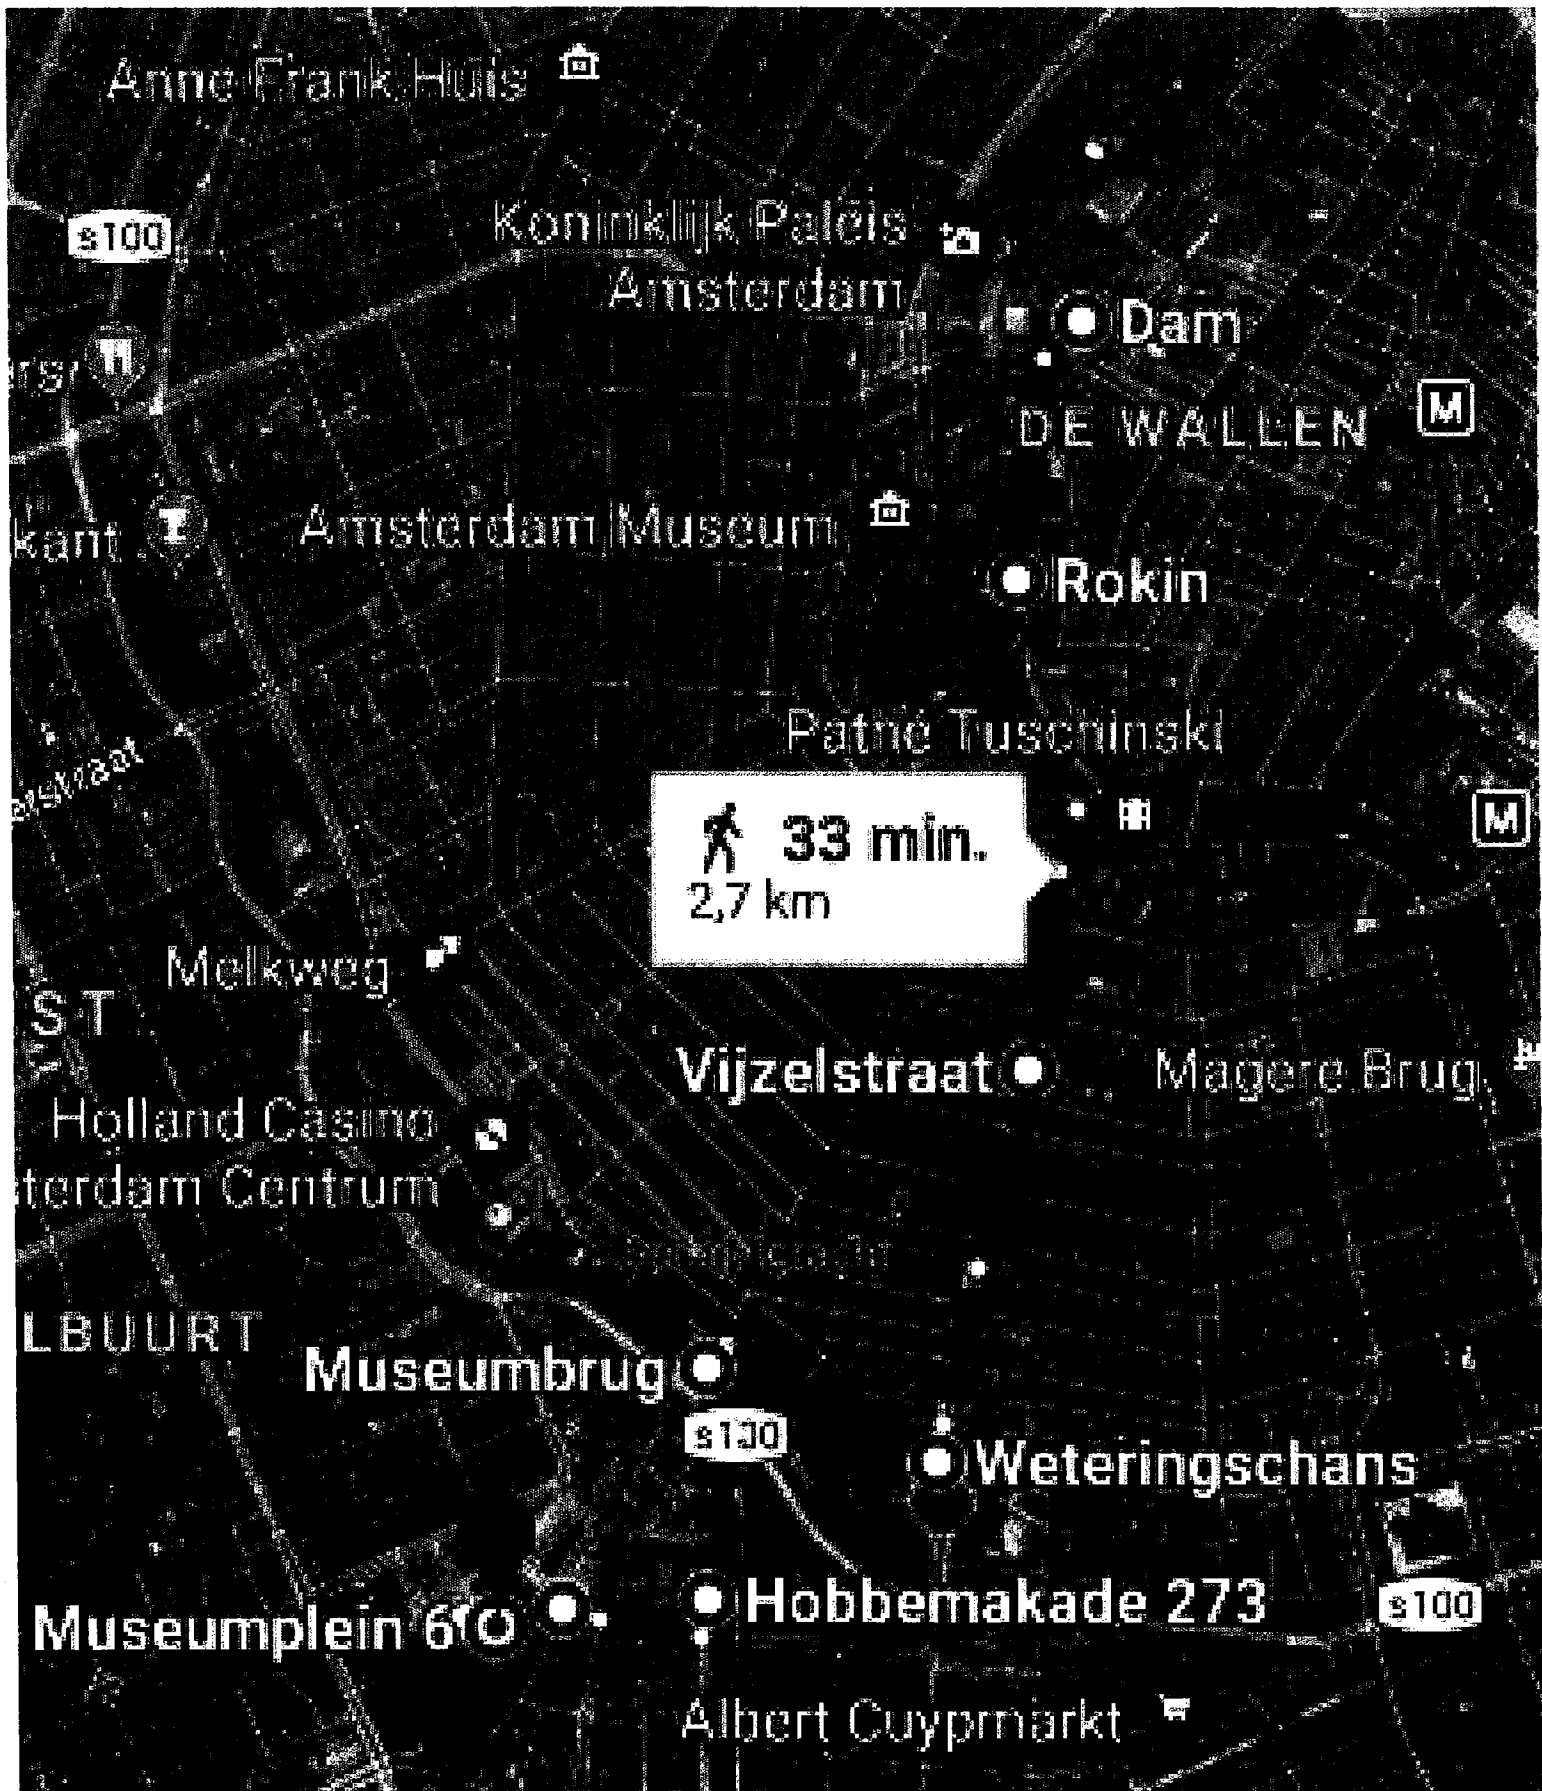 Anne Frank Huis
s100
Koninklijk Paleis
Amsterdam
Dam
DE WALLEN
M
Amsterdam Museum
kant
Rokin
Pathé Tuschinski
33 min.
2,7 km
M
Melkweg
ST
Vijzelstraat
Magere Brug
Holland Casino
sterdam Centrum
LBUURT
Museumbrug
s100
Weteringschans
Museumplein 6
Hobbemakade 273
s100
Albert Cuypmarkt